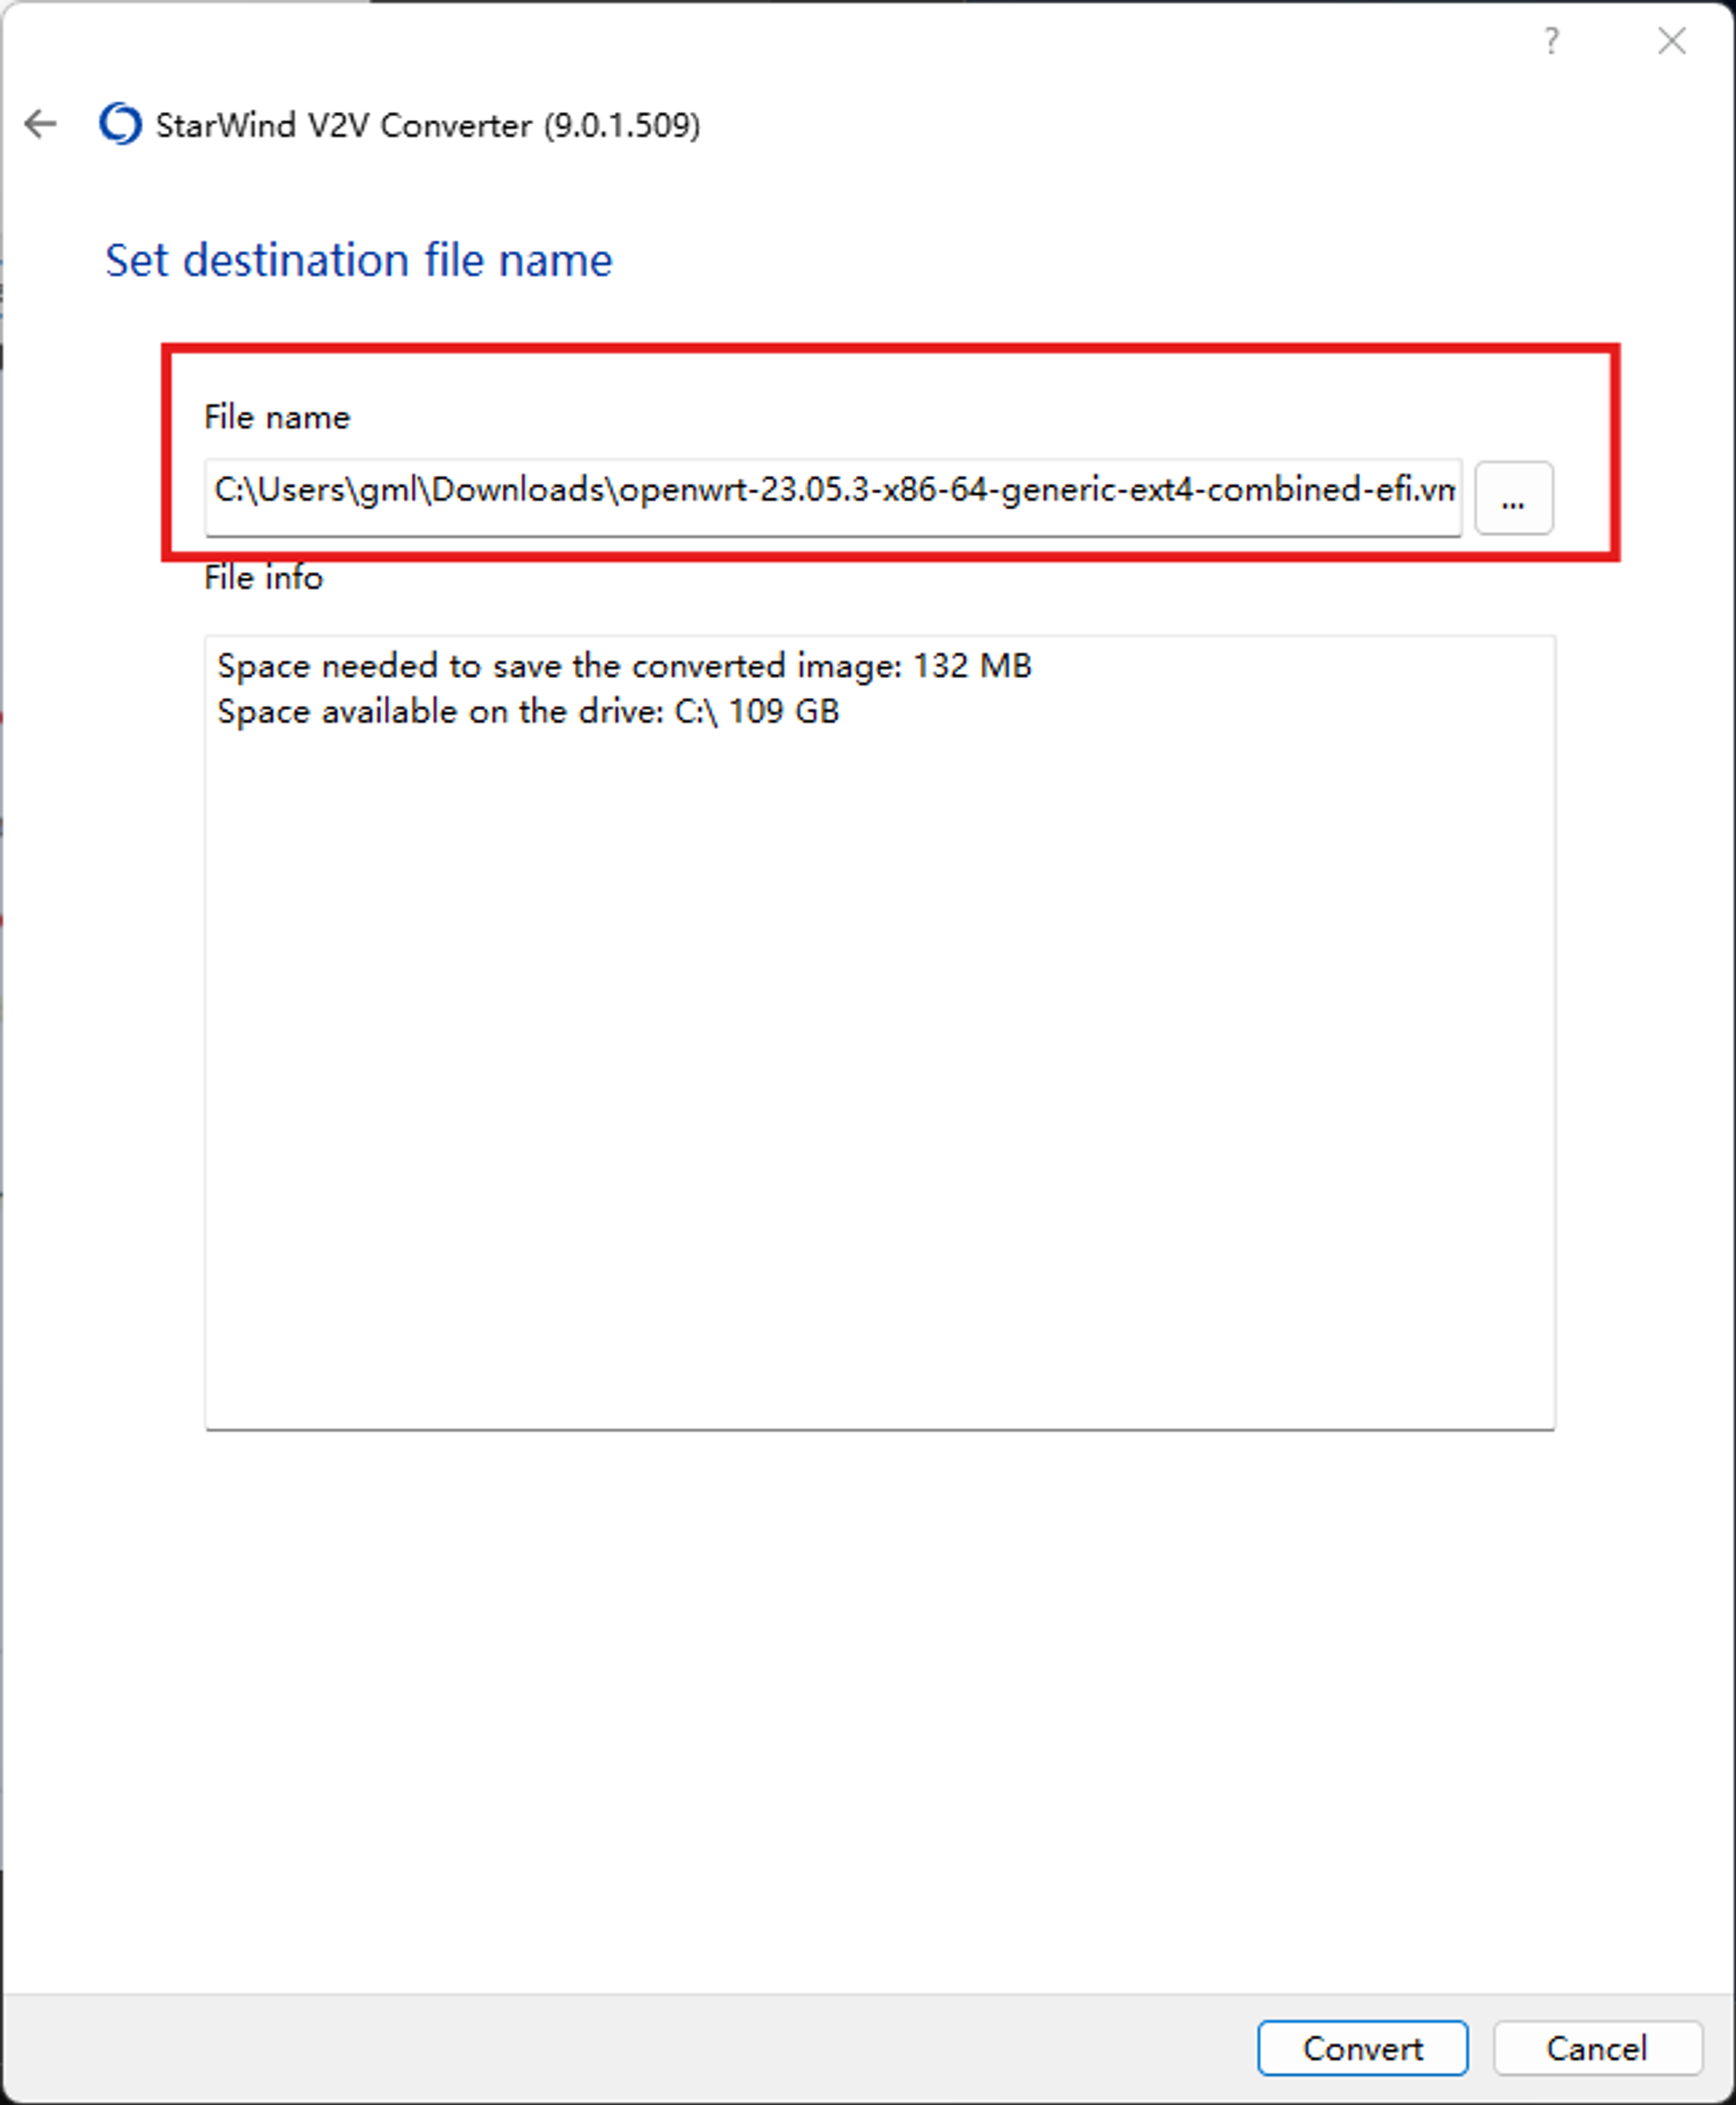 ?
StarWind V2V Converter (9.0.1.509)
Set destination file name
File name
C:\Users\gml\Downloads\openwrt-23.05.3-x86-64-generic-ext4-combined-efi.vm
...
File info
Space needed to save the converted image: 132 MB
Space available on the drive: C:\ 109 GB
Convert
Cancel